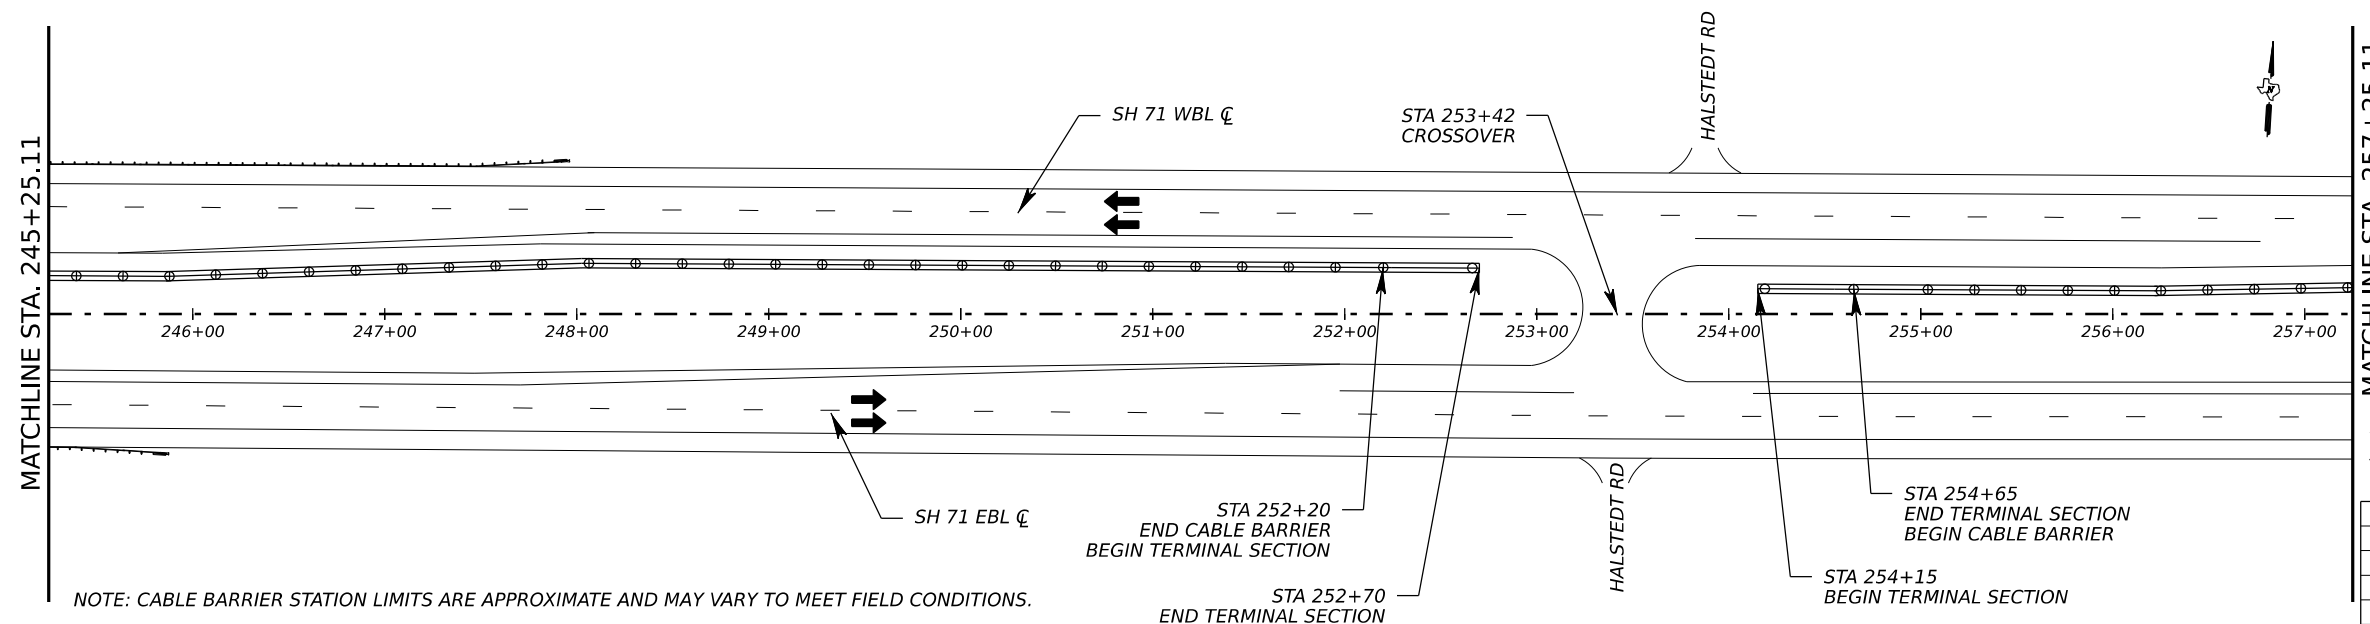 HALSTEDT RD
SH 71 WBL ℄
STA 253+42
CROSSOVER
MATCHLINE STA. 245+25.11
N
246+00
247+00
248+00
249+00
250+00
251+00
252+00
253+00
254+00
255+00
256+00
257+00
SH 71 EBL ℄
STA 252+20
END CABLE BARRIER
BEGIN TERMINAL SECTION
HALSTEDT RD
STA 254+65
END TERMINAL SECTION
BEGIN CABLE BARRIER
STA 254+15
BEGIN TERMINAL SECTION
STA 252+70
END TERMINAL SECTION
NOTE: CABLE BARRIER STATION LIMITS ARE APPROXIMATE AND MAY VARY TO MEET FIELD CONDITIONS.